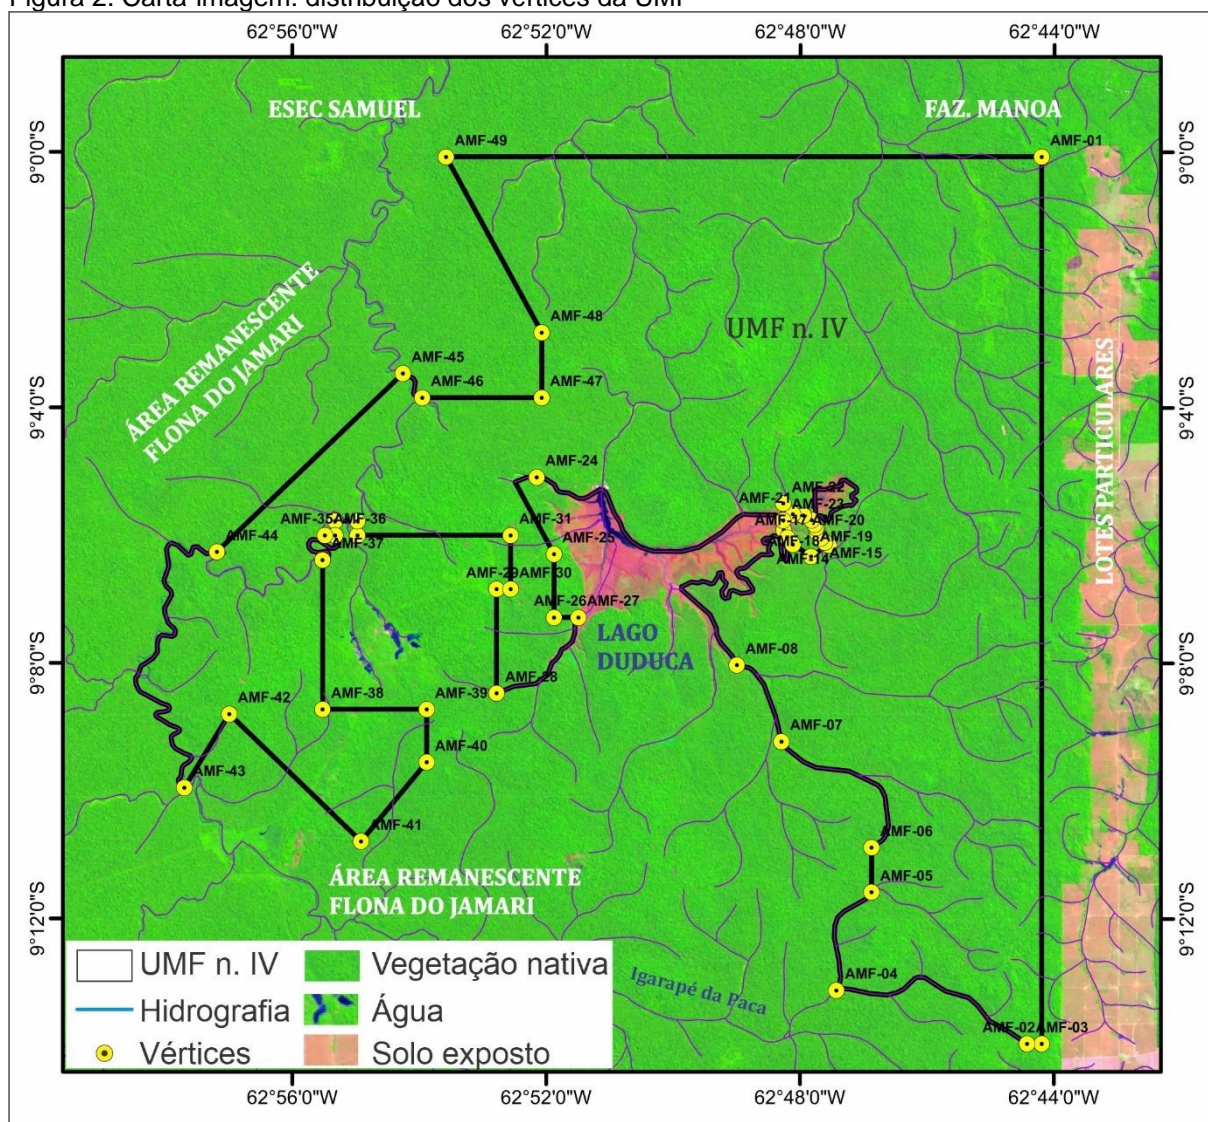 Figura 2. Carta-imagem: distribuição dos vértices da UMF
62°56'0"W 62°52'0"W 62°48'0"W 62°44'0"W
ESEC SAMUEL
FAZ. MANOA
9°0'0"S
9°0'0"S
AMF-49
AMF-01
AMF-48
UMF n. IV
ÁREA REMANESCENTE
FLONA DO JAMARI
AMF-45
AMF-46
AMF-47
LOTES PARTICULARES
9°4'0"S
9°4'0"S
AMF-24
AMF-22
AMF-21
AMF-23
AMF-35
AMF-36
AMF-31
AMF-17
AMF-20
AMF-44
AMF-37
AMF-25
AMF-18
AMF-19
AMF-14
AMF-15
AMF-29
AMF-30
AMF-26
AMF-27
LAGO
DUDUCA
AMF-28
AMF-08
9°8'0"S
9°8'0"S
AMF-42
AMF-38
AMF-39
AMF-07
AMF-40
AMF-43
AMF-41
AMF-06
ÁREA REMANESCENTE
FLONA DO JAMARI
AMF-05
9°12'0"S
9°12'0"S
AMF-04
Igarapé da Paca
AMF-02
AMF-03
UMF n. IV
Vegetação nativa
Hidrografia
Água
Vértices
Solo exposto
62°56'0"W 62°52'0"W 62°48'0"W 62°44'0"W